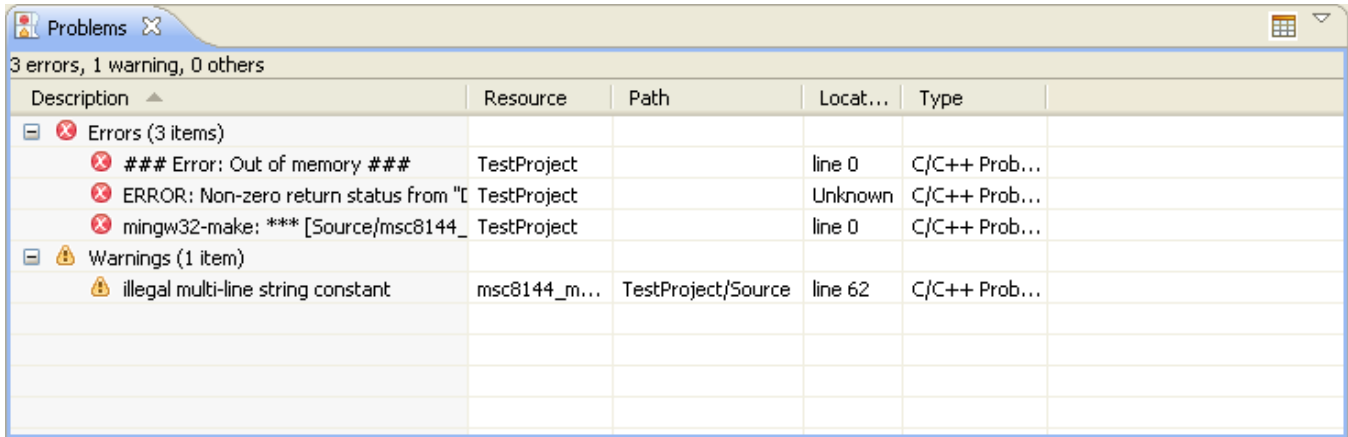 Problems
3 errors, 1 warning, 0 others
Description Resource Path Locat... Type
Errors (3 items)
### Error: Out of memory ### TestProject line 0 C/C++ Prob...
ERROR: Non-zero return status from " TestProject Unknown C/C++ Prob...
mingw32-make: *** [Source/msc8144_ TestProject line 0 C/C++ Prob...
Warnings (1 item)
illegal multi-line string constant msc8144_m... TestProject/Source line 62 C/C++ Prob...